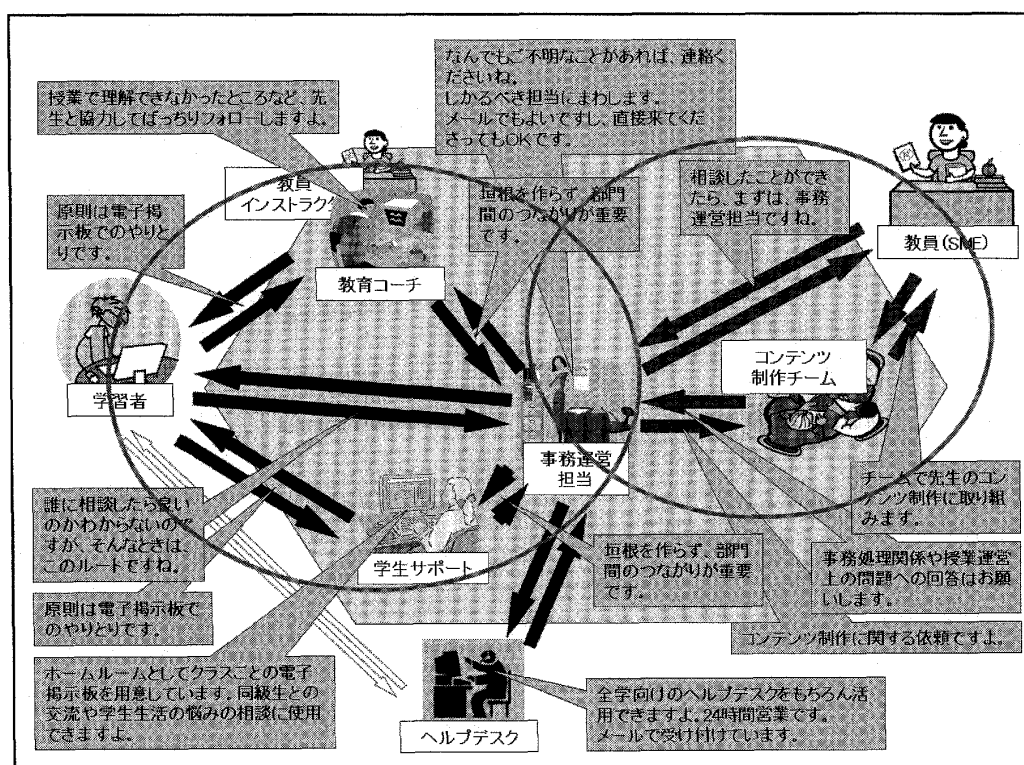 なんでもご不明なことがあれば、連絡く
ださいね。
しかるべき担当にまわします。
メールでもよいですし、直接来てくだ
さってもOKです。
授業で理解できなかったところなど、先
生と協力してばっちりフォローしますよ。
教員
インストラク
垣根を作らず、部門
間のつながりが重要
です。
相談したことがでて
きたら、まずは、事務
運営担当ですね。
教員(SME)
原則は電子掲
示板でのやりと
りです。
教育コーチ
コンテンツ
制作チーム
学習者
事務運営
担当
チームで先生のコン
テンツ制作に取り組
みます。
誰に相談したら良い
のかわからないので
すが、そんなときは、
このルートですね。
学生サポート
垣根を作らず、部門
間のつながりが重要
です。
事務処理関係や授業運営
上の問題への回答はお願
いします。
原則は電子掲示板で
のやりとりです。
コンテンツ制作に関する依頼ですよ。
ホームルームとしてクラスごとの電子
掲示板を用意しています。同級生との
交流や学生生活の悩みの相談に使用
できますよ。
全学向けのヘルプデスクをもちろん活
用できますよ。24時間営業です。
メールで受け付けています。
ヘルプデスク